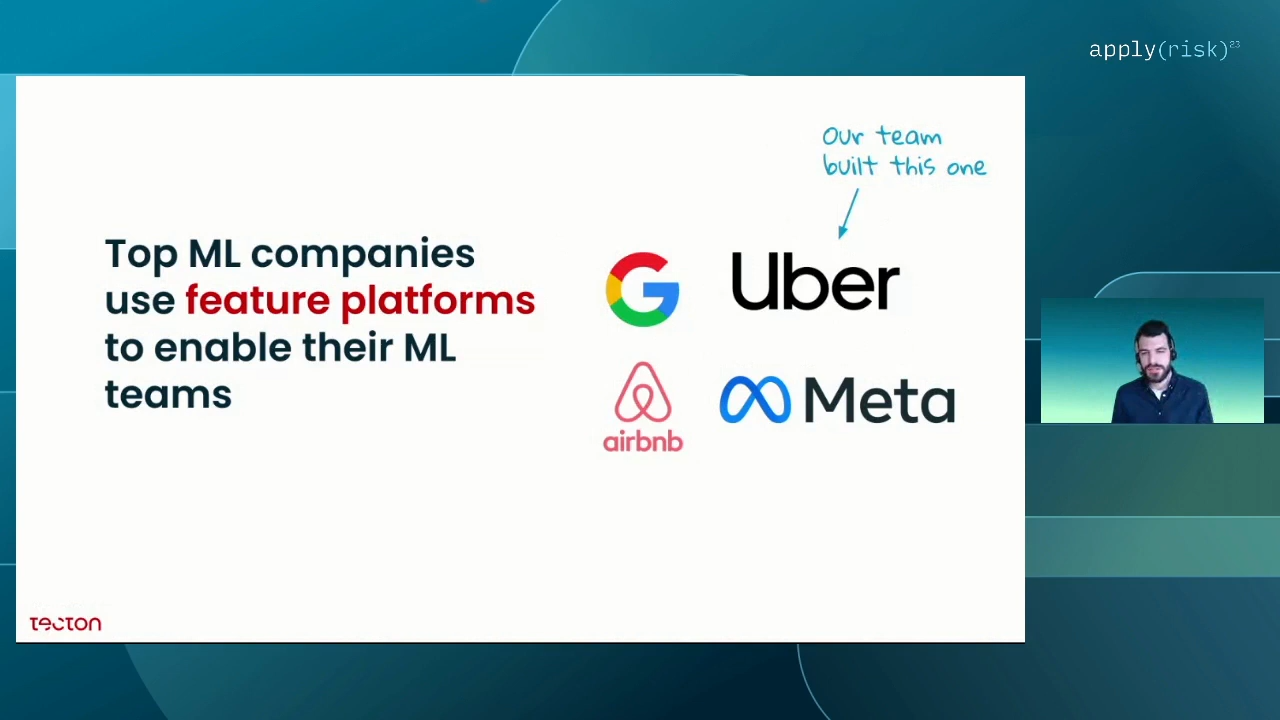 apply(risk)²³
Our team
built this one
Top ML companies
use feature platforms
to enable their ML
teams
G
Uber
airbnb
Meta
tecton